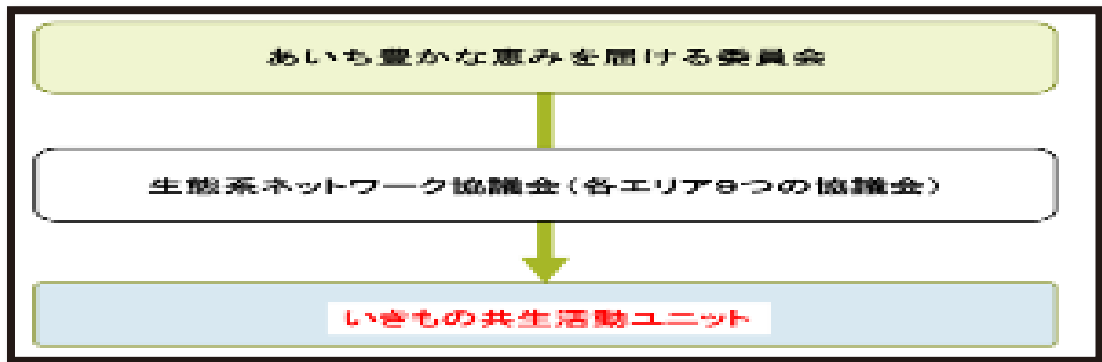 あいち豊かな恵みを届ける委員会
生態系ネットワーク協議会(各エリア9つの協議会)
いきもの共生活動ユニット